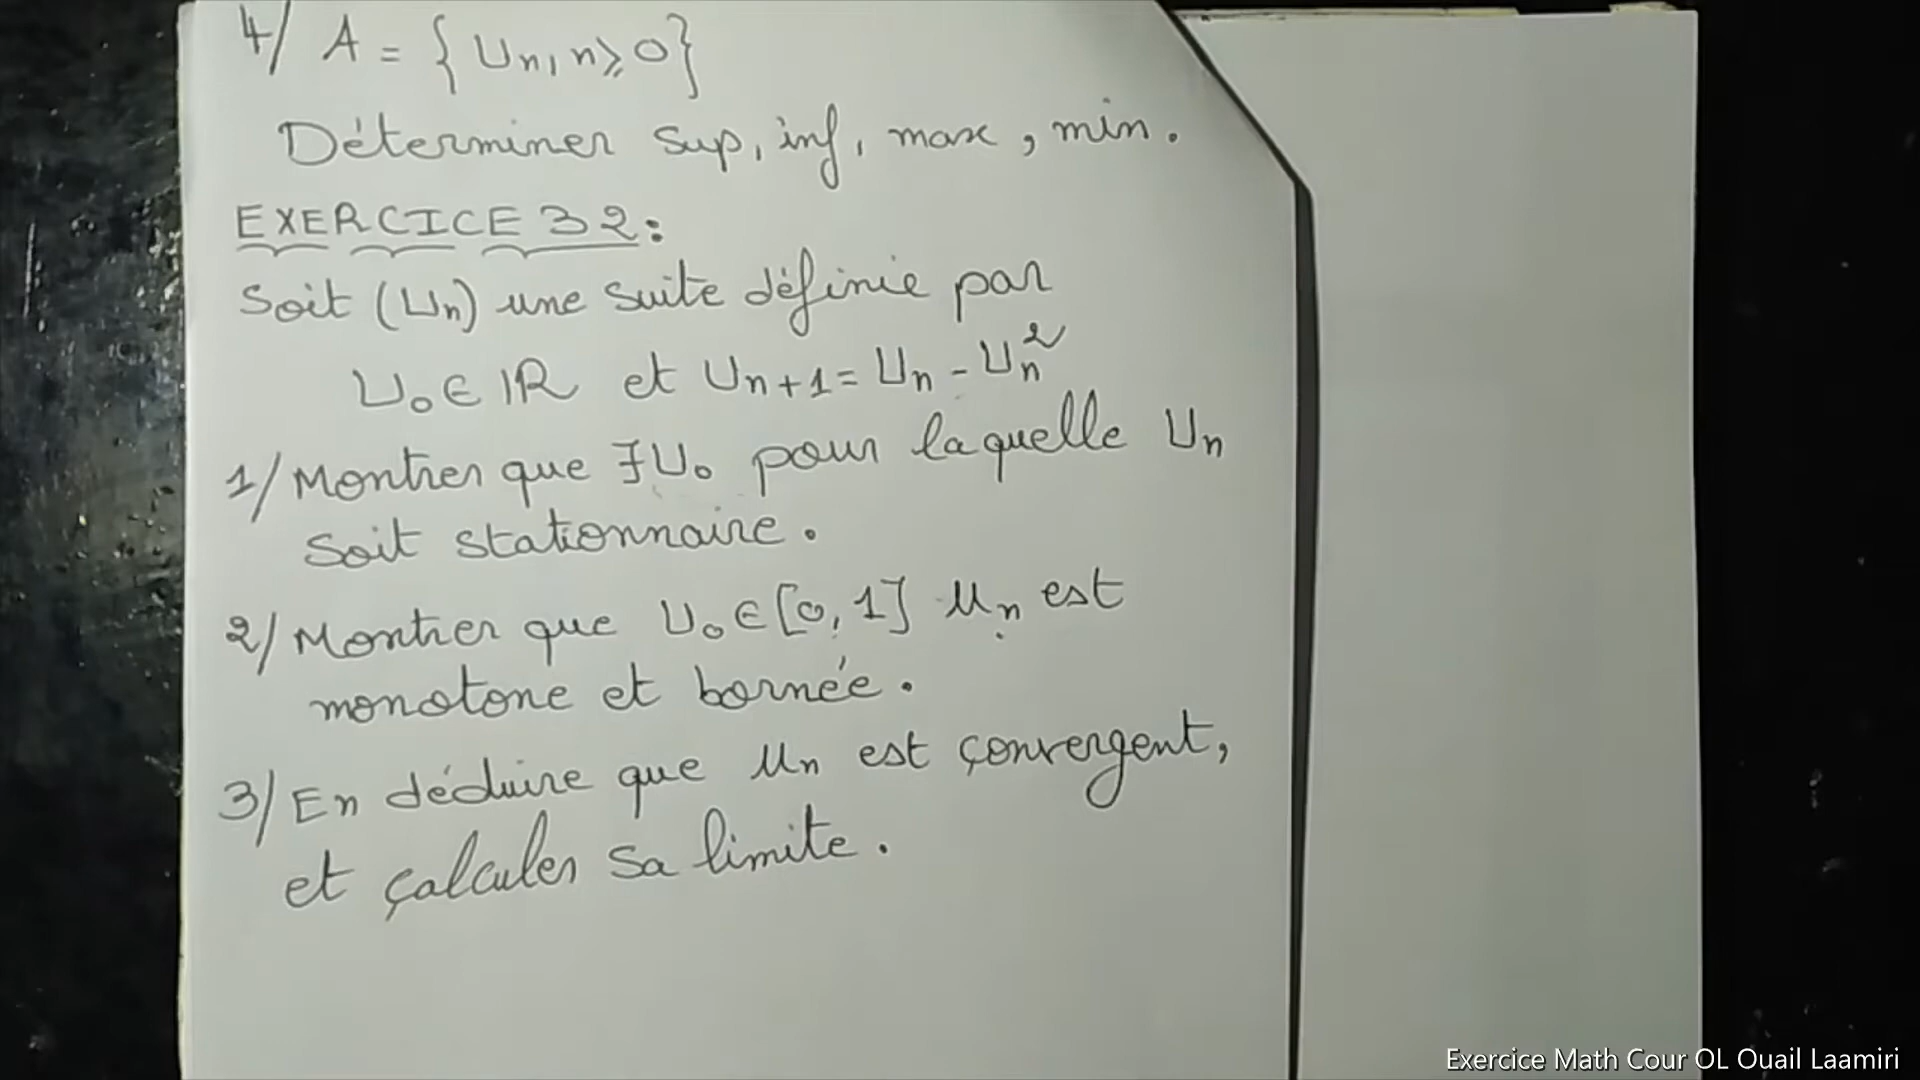 4/ A = {Un, n⩾0}
Déterminer sup, inf, max, min.
EXERCICE 32:
Soit (Un) une suite définie par
U₀∈IR et Un+1 = Un - Un²
1/ Montrer que ∃U₀ pour laquelle Un
soit stationnaire.
2/ Montrer que U₀∈[0,1] Un est
monotone et bornée.
3/ En déduire que Un est convergent,
et calculer sa limite.
Exercice Math Cour OL Ouail Laamiri